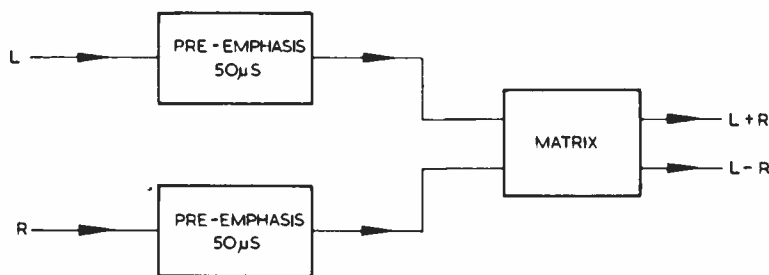 L
PRE-EMPHASIS
50µS
MATRIX
L+R
L-R
R
PRE-EMPHASIS
50µS